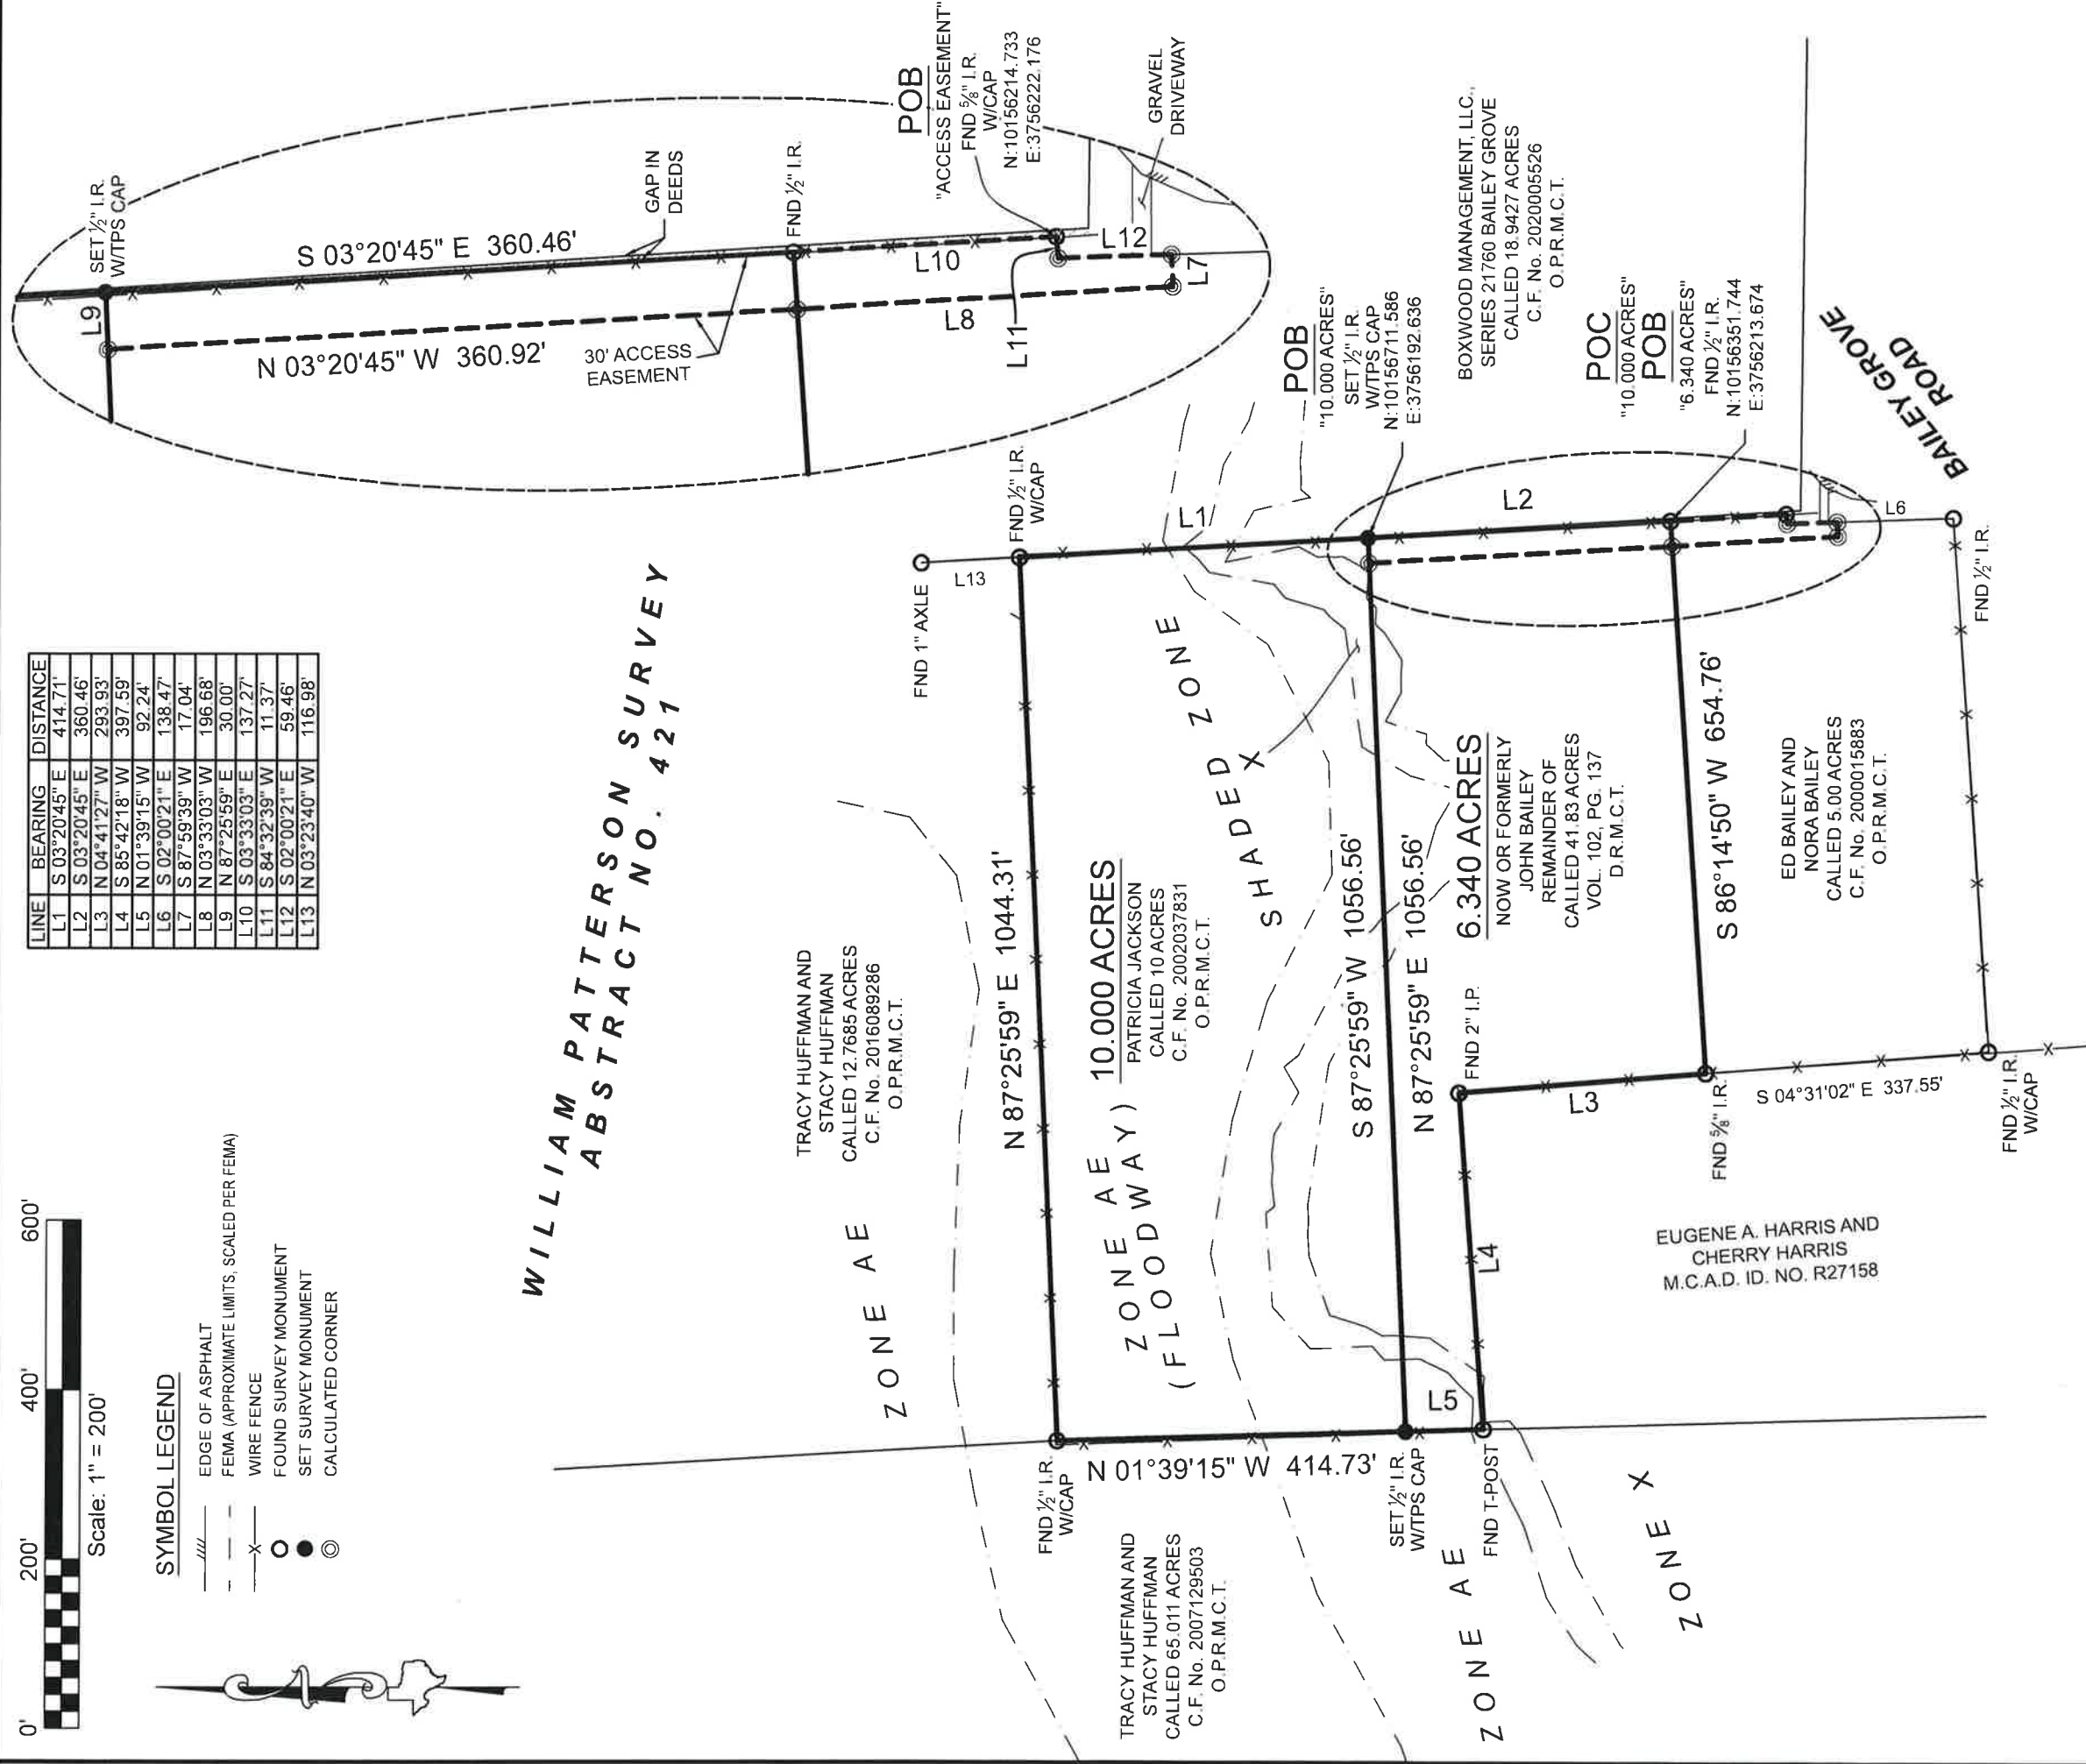 0' 200' 400' 600'
Scale: 1" = 200'
SYMBOL LEGEND
EDGE OF ASPHALT
FEMA (APPROXIMATE LIMITS, SCALED PER FEMA)
WIRE FENCE
FOUND SURVEY MONUMENT
SET SURVEY MONUMENT
CALCULATED CORNER
LINE BEARING DISTANCE
L1 S 03°20'45" E 414.71'
L2 S 03°20'45" E 360.46'
L3 N 04°41'27" W 293.93'
L4 S 85°42'18" W 397.59'
L5 N 01°39'15" W 92.24'
L6 S 02°00'21" E 138.47'
L7 S 87°59'39" W 17.04'
L8 N 03°33'03" W 196.68'
L9 N 87°25'59" E 30.00'
L10 S 03°33'03" E 137.27'
L11 S 84°32'39" W 11.37'
L12 S 02°00'21" E 59.46'
L13 N 03°23'40" W 116.98'
WILLIAM PATTERSON SURVEY
ABSTRACT NO. 421
L9
SET ½" I.R.
W/TPS CAP
S 03°20'45" E 360.46'
N 03°20'45" W 360.92'
30' ACCESS
EASEMENT
GAP IN
DEEDS
FND ½" I.R.
L10
L8
L11
L12
L7
POB
"ACCESS EASEMENT"
FND ⅝" I.R.
W/CAP
N:10156214.733
E:3756222.176
GRAVEL
DRIVEWAY
TRACY HUFFMAN AND
STACY HUFFMAN
CALLED 12.7685 ACRES
C.F. No. 2016089286
O.P.R.M.C.T.
ZONE AE
FND 1" AXLE
L13
FND ½" I.R.
W/CAP
N 87°25'59" E 1044.31'
L1
10.000 ACRES
PATRICIA JACKSON
CALLED 10 ACRES
C.F. No. 2002037831
O.P.R.M.C.T.
ZONE AE
(FLOODWAY)
SHADED ZONE
X
FND ½" I.R.
W/CAP
N 01°39'15" W 414.73'
TRACY HUFFMAN AND
STACY HUFFMAN
CALLED 65.011 ACRES
C.F. No. 2007129503
O.P.R.M.C.T.
POB
"10.000 ACRES"
SET ½" I.R.
W/TPS CAP
N:10156711.586
E:3756192.636
S 87°25'59" W 1056.56'
N 87°25'59" E 1056.56'
SET ½" I.R.
W/TPS CAP
L5
FND T-POST
ZONE AE
ZONE X
L2
BOXWOOD MANAGEMENT, LLC.,
SERIES 21760 BAILEY GROVE
CALLED 18.9427 ACRES
C.F. No. 2020005526
O.P.R.M.C.T.
6.340 ACRES
NOW OR FORMERLY
JOHN BAILEY
REMAINDER OF
CALLED 41.83 ACRES
VOL. 102, PG. 137
D.R.M.C.T.
FND 2" I.P.
L4
L3
POC
"10.000 ACRES"
POB
"6.340 ACRES"
FND ½" I.R.
N:10156351.744
E:3756213.674
S 86°14'50" W 654.76'
FND ⅝" I.R.
EUGENE A. HARRIS AND
CHERRY HARRIS
M.C.A.D. ID. NO. R27158
S 04°31'02" E 337.55'
ED BAILEY AND
NORA BAILEY
CALLED 5.00 ACRES
C.F. No. 2000015883
O.P.R.M.C.T.
L6
BAILEY GROVE
ROAD
FND ½" I.R.
FND ½" I.R.
W/CAP